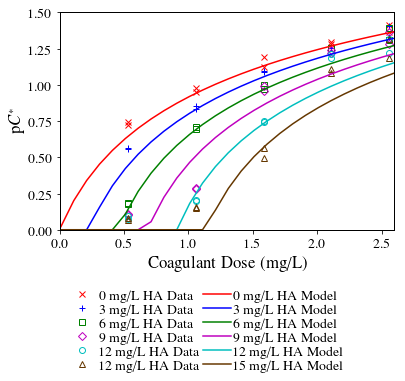 1.50
1.25
1.00
0.75
0.50
0.25
0.00
pC*
0.0 0.5 1.0 1.5 2.0 2.5
Coagulant Dose (mg/L)
0 mg/L HA Data 0 mg/L HA Model
3 mg/L HA Data 3 mg/L HA Model
6 mg/L HA Data 6 mg/L HA Model
9 mg/L HA Data 9 mg/L HA Model
12 mg/L HA Data 12 mg/L HA Model
12 mg/L HA Data 15 mg/L HA Model